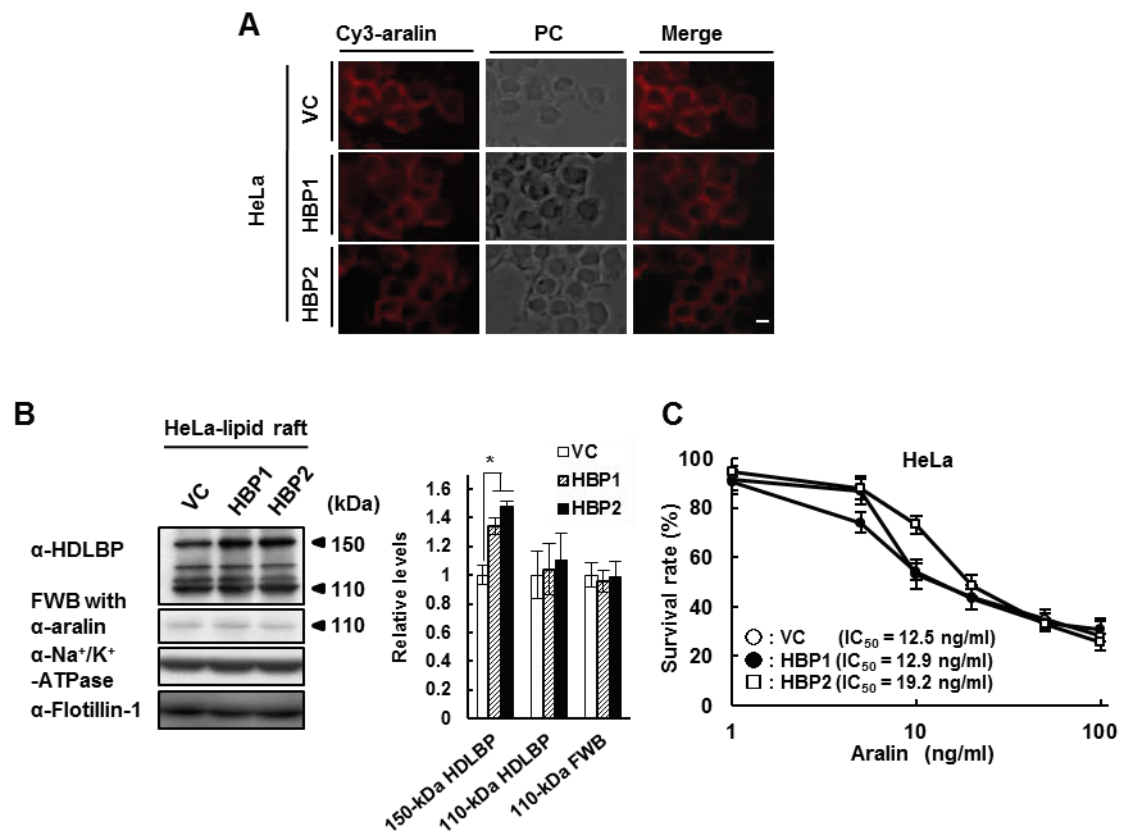 A
Cy3-aralin PC Merge
HeLa
VC
HBP1
HBP2
B
HeLa-lipid raft
VC HBP1 HBP2 (kDa)
α-HDLBP
150
110
FWB with
α-aralin
110
α-Na⁺/K⁺
-ATPase
α-Flotillin-1
Relative levels
1.6
1.4
1.2
1
0.8
0.6
0.4
0.2
0
*
VC
HBP1
HBP2
150-kDa HDLBP
110-kDa HDLBP
110-kDa FWB
C
HeLa
Survival rate (%)
100
80
60
40
20
0
: VC (IC₅₀ = 12.5 ng/ml)
: HBP1 (IC₅₀ = 12.9 ng/ml)
: HBP2 (IC₅₀ = 19.2 ng/ml)
1 10 100
Aralin (ng/ml)